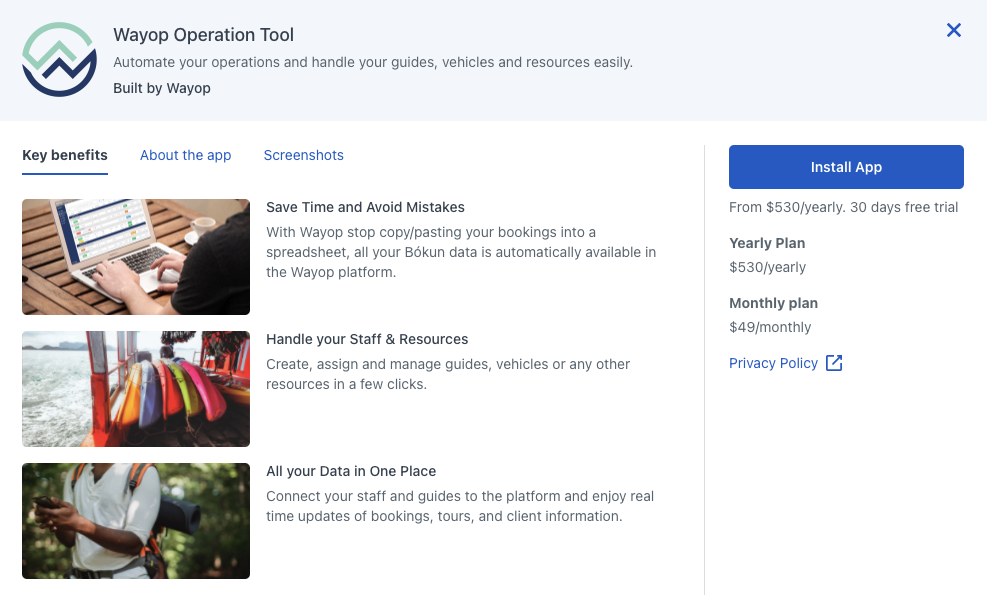 Wayop Operation Tool
Automate your operations and handle your guides, vehicles and resources easily.
Built by Wayop
Key benefits
About the app
Screenshots
Save Time and Avoid Mistakes
With Wayop stop copy/pasting your bookings into a
spreadsheet, all your Bókun data is automatically available in
the Wayop platform.
Handle your Staff & Resources
Create, assign and manage guides, vehicles or any other
resources in a few clicks.
All your Data in One Place
Connect your staff and guides to the platform and enjoy real
time updates of bookings, tours, and client information.
Install App
From $530/yearly. 30 days free trial
Yearly Plan
$530/yearly
Monthly plan
$49/monthly
Privacy Policy